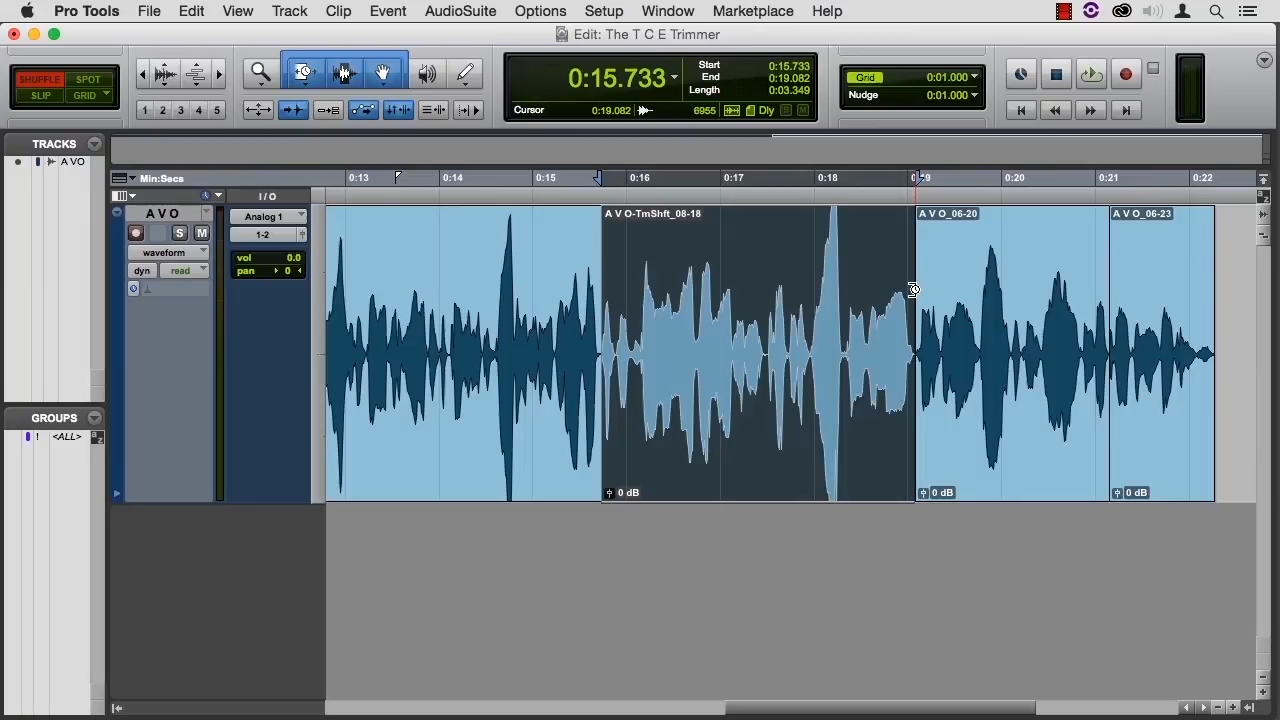 Pro Tools File Edit View Track Clip Event AudioSuite Options Setup Window Marketplace Help
Edit: The T C E Trimmer
SHUFFLE SPOT
SLIP GRID
1 2 3 4 5
0:15.733
Start 0:15.733
End 0:19.082
Length 0:03.349
Cursor 0:19.082 6955 Dly S M
Grid 0:01.000
Nudge 0:01.000
TRACKS
A VO
GROUPS
! <ALL>
a z
Min:Secs 0:13 0:14 0:15 0:16 0:17 0:18 0:20 0:21 0:22
I / O
A V O
S M
waveform
dyn read
Analog 1
1-2
vol 0.0
pan 0
A V O-TmShft_08-18 A V O_06-20 A V O_06-23
0 dB 0 dB 0 dB